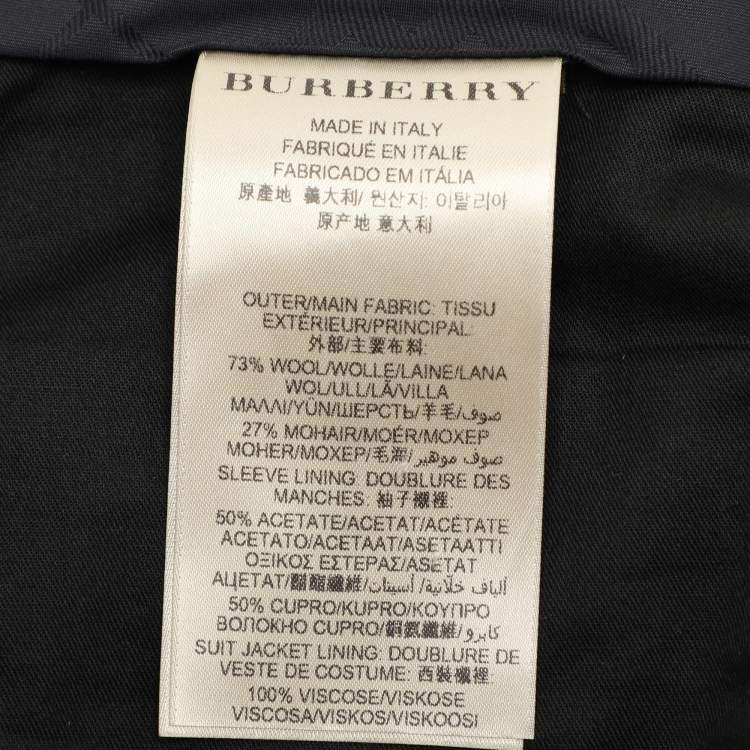 BURBERRY
MADE IN ITALY
FABRIQUÉ EN ITALIE
FABRICADO EM ITÁLIA
原產地 義大利/ 원산지: 이탈리아
原产地 意大利
OUTER/MAIN FABRIC: TISSU
EXTÉRIEUR/PRINCIPAL:
外部/主要布料:
73% WOOL/WOLLE/LAINE/LANA
WOL/ULL/LÃ/VILLA
ΜΑΛΛΙ/YÜN/ШЕРСТЬ/羊毛/صوف
27% MOHAIR/MOÉR/MOXEP
ΜΟΗΕΡ/MOXEP/毛海/صوف موهير
SLEEVE LINING: DOUBLURE DES
MANCHES: 袖子襯裡:
50% ACETATE/ACETAT/ACÉTATE
ACETATO/ACETAAT/ASETAATTI
ΟΞΙΚΟΣ ΕΣΤΕΡΑΣ/ASETAT
АЦЕТАТ/醋酸纖維/ألياف خلّانية/ أسيتات
50% CUPRO/KUPRO/ΚΟΥΠΡΟ
ВОЛОКНО CUPRO/銅氨纖維/كابرو
SUIT JACKET LINING: DOUBLURE DE
VESTE DE COSTUME: 西裝襯裡:
100% VISCOSE/VISKOSE
VISCOSA/VISKOS/VISKOOSI